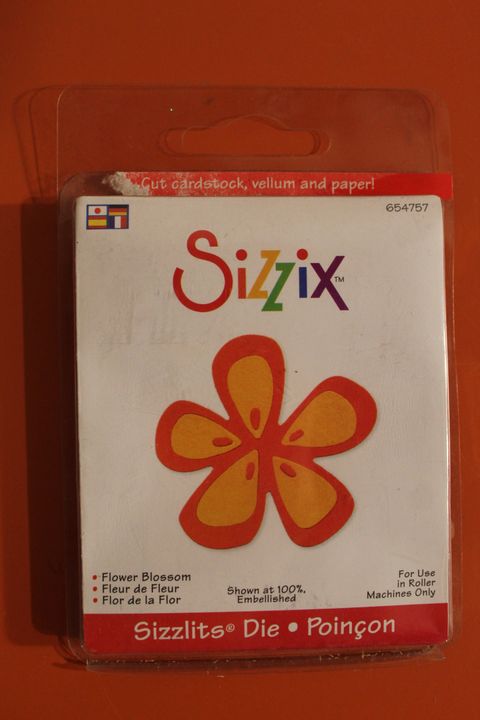 Cut cardstock, vellum and paper!
654757
Sizzix™
• Flower Blossom
• Fleur de Fleur
• Flor de la Flor
Shown at 100%,
Embellished
For Use
in Roller
Machines Only
Sizzlits® Die • Poinçon